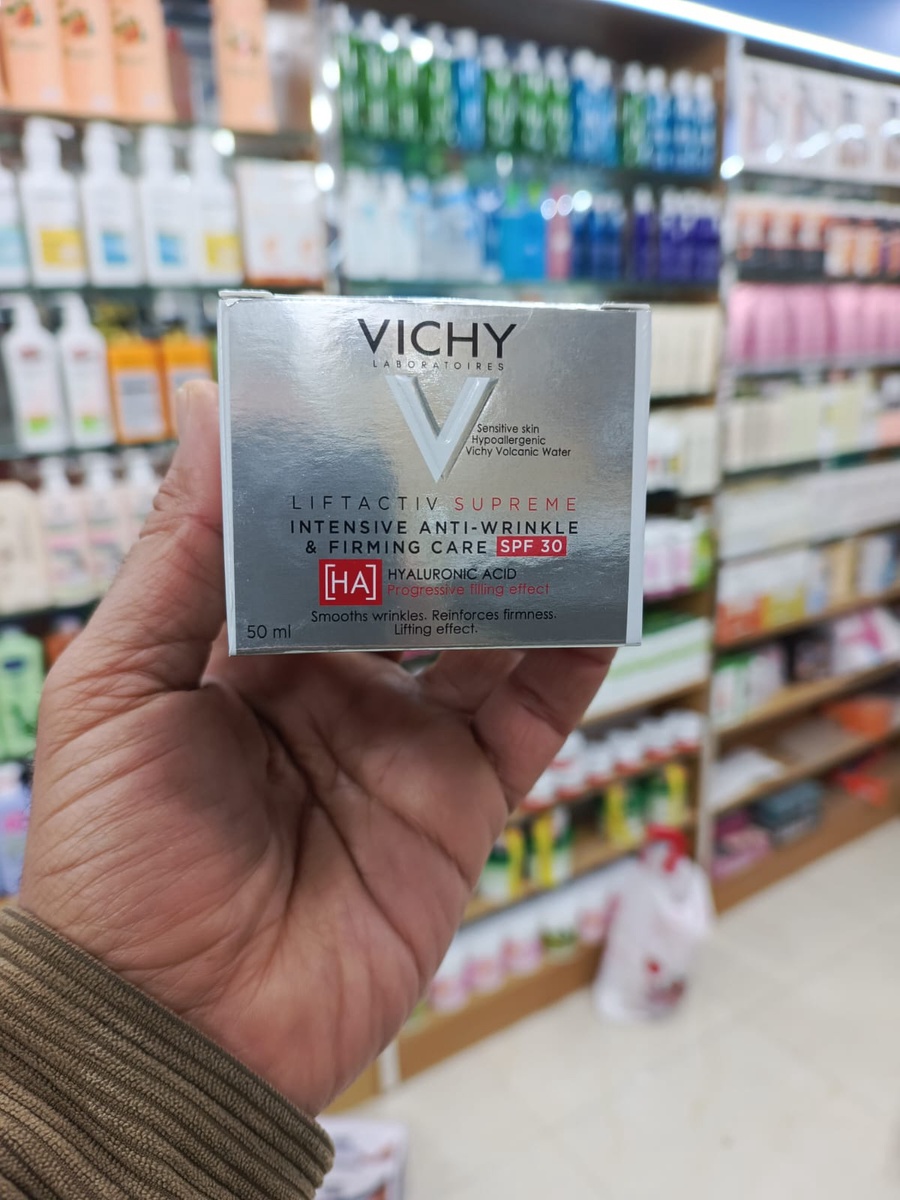 VICHY
LABORATOIRES
Sensitive skin
Hypoallergenic
Vichy Volcanic Water
LIFTACTIV SUPREME
INTENSIVE ANTI-WRINKLE
& FIRMING CARE SPF 30
[HA] HYALURONIC ACID
Progressive filling effect
Smooths wrinkles. Reinforces firmness.
Lifting effect.
50 ml